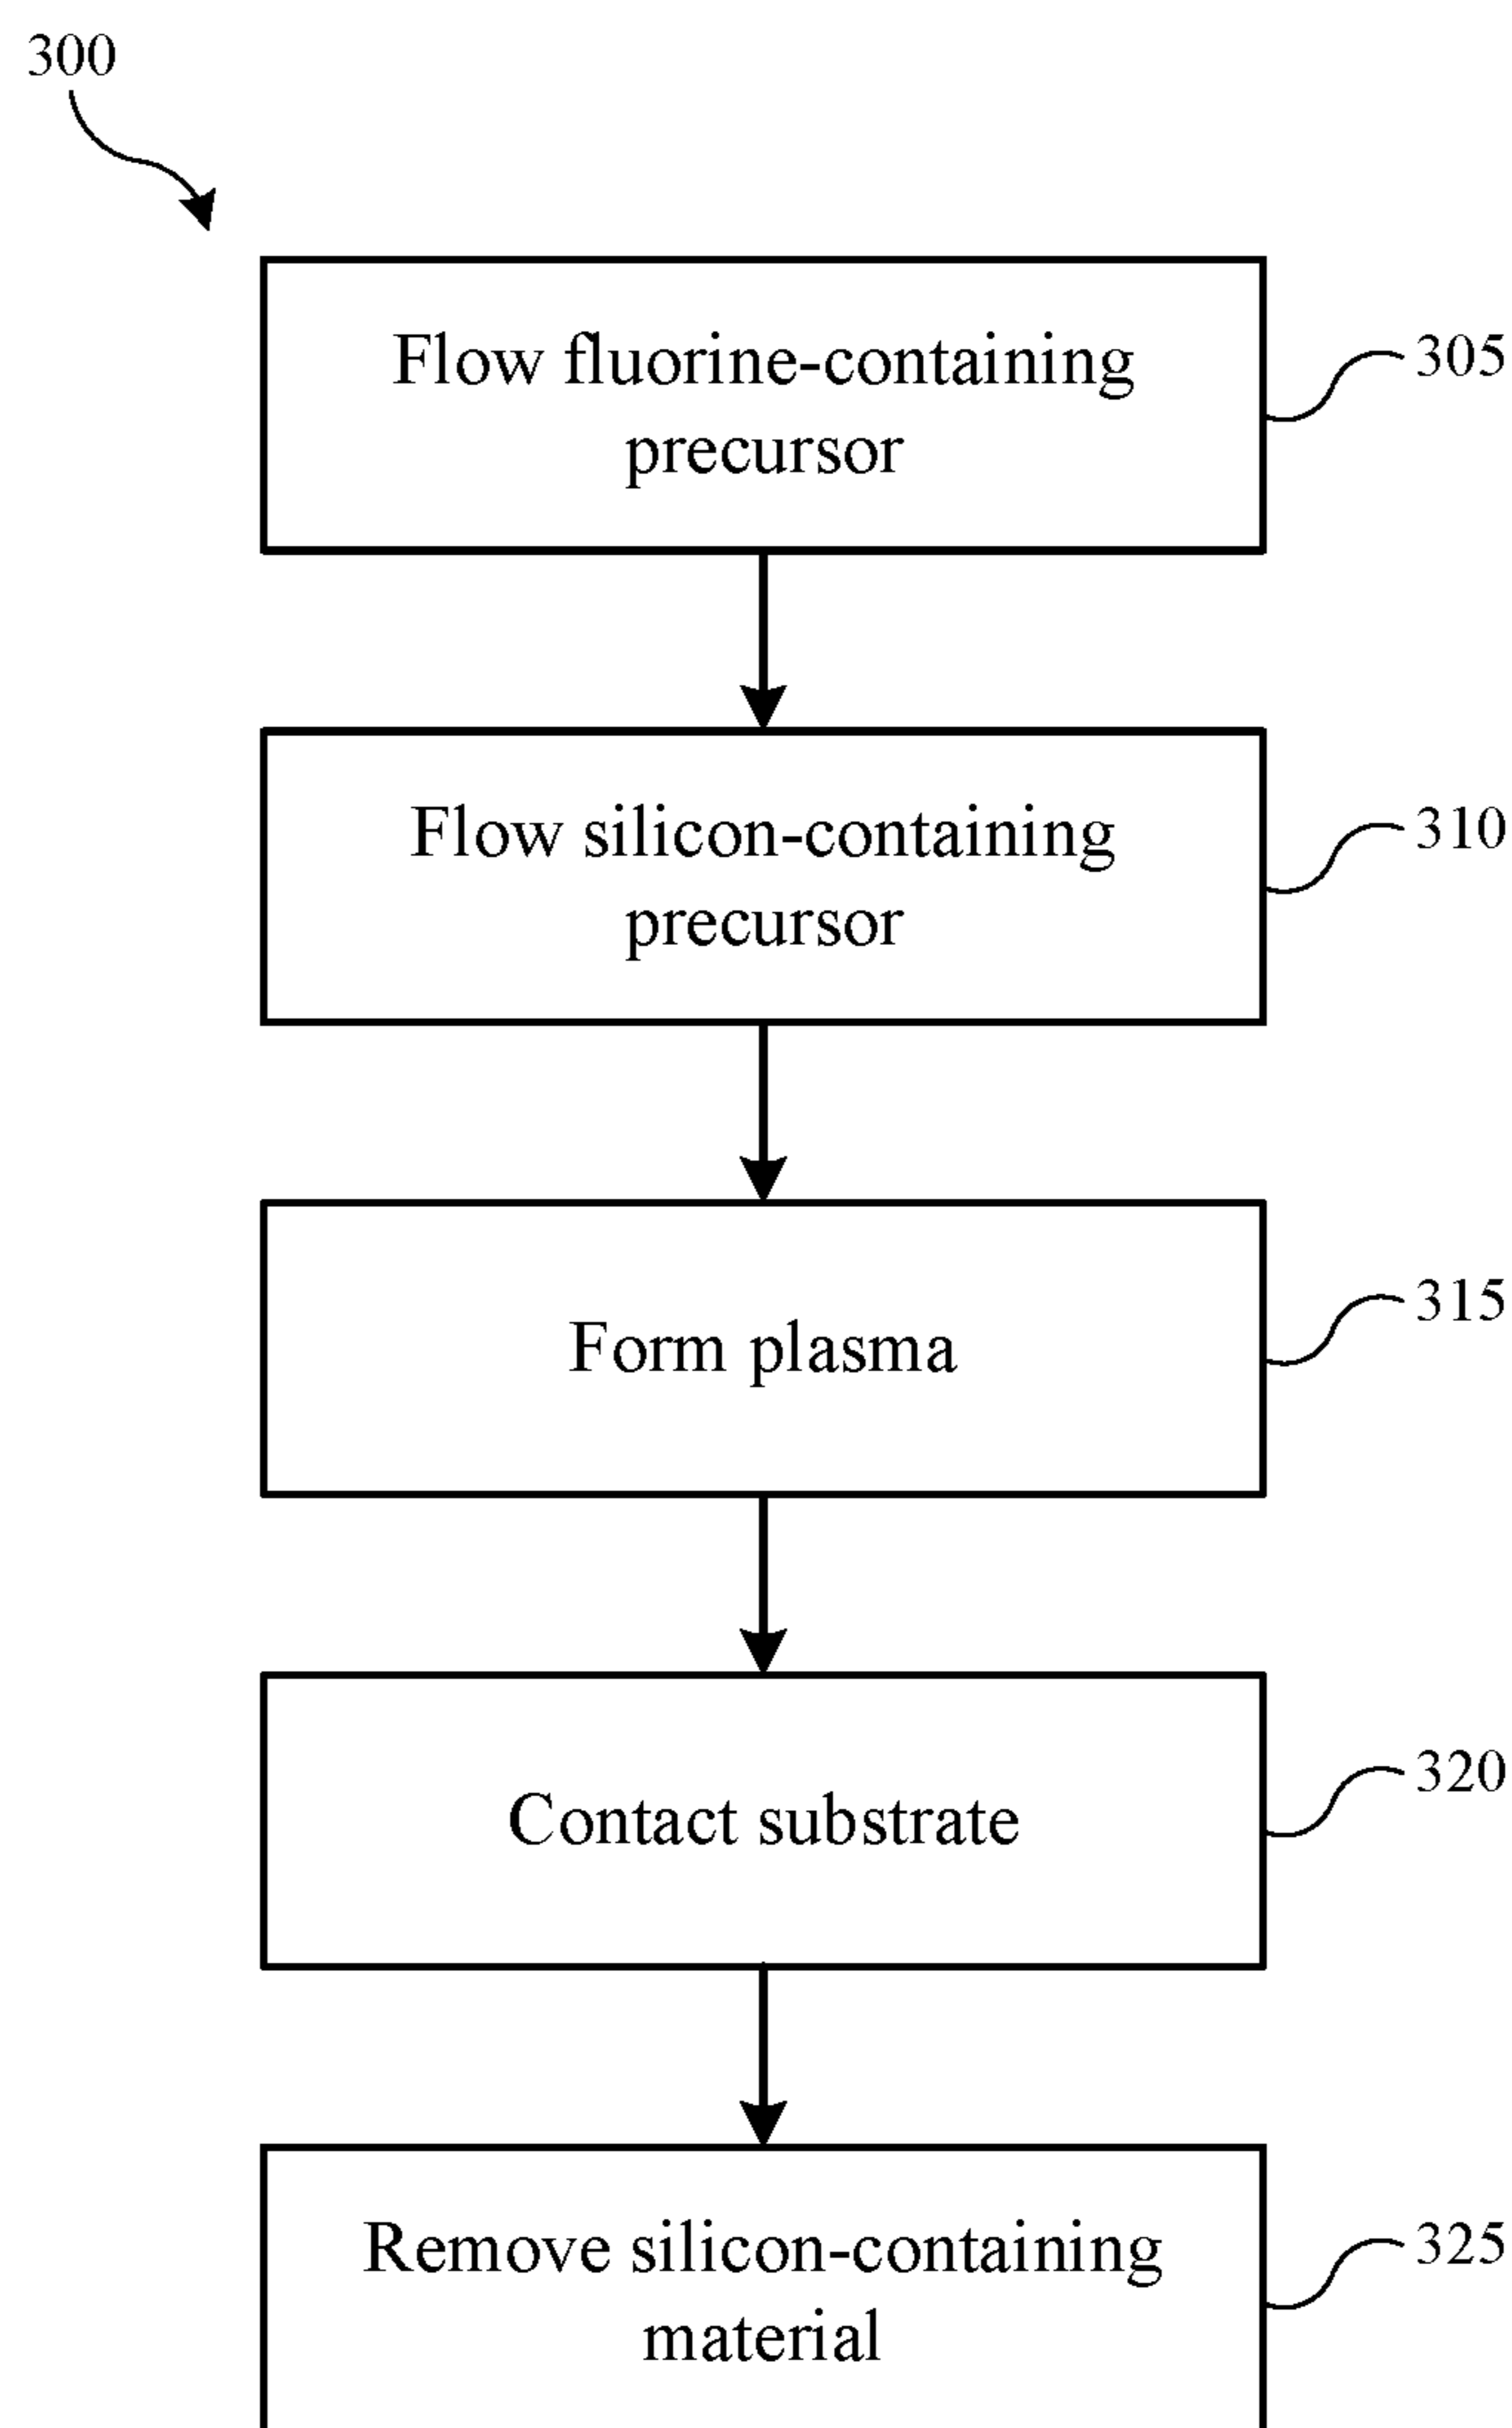 300
Flow fluorine-containing
precursor
305
Flow silicon-containing
precursor
310
Form plasma
315
Contact substrate
320
Remove silicon-containing
material
325